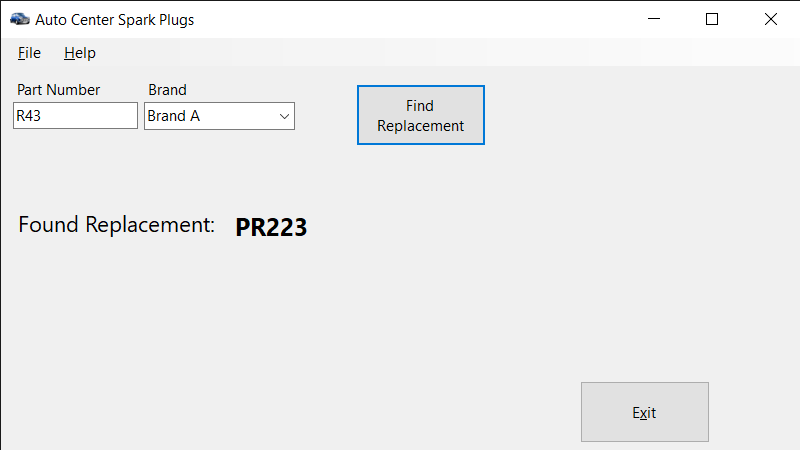 Auto Center Spark Plugs
File Help
Part Number Brand
R43 Brand A
Find
Replacement
Found Replacement: PR223
Exit